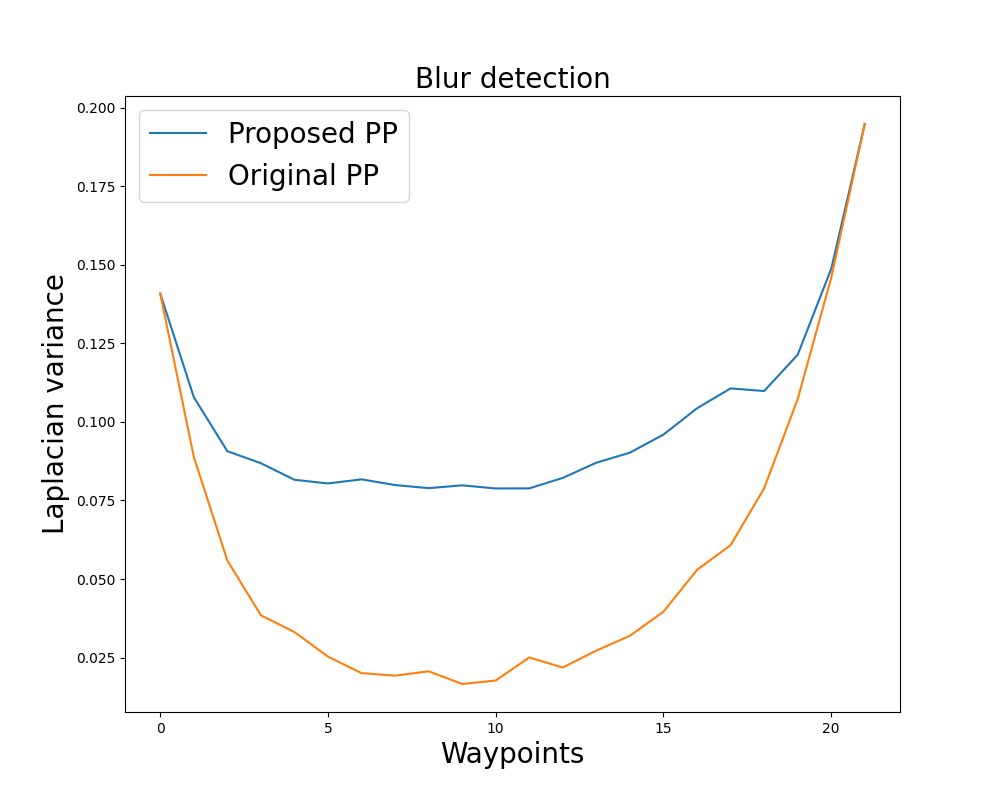 Blur detection
Proposed PP
Original PP
0.200
0.175
0.150
0.125
0.100
0.075
0.050
0.025
Laplacian variance
0 5 10 15 20
Waypoints